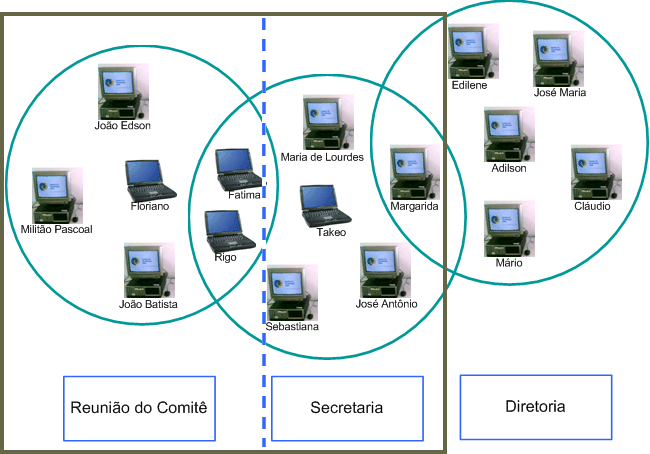 Edilene
José Maria
João Edson
Maria de Lourdes
Adilson
Floriano
Fatima
Margarida
Cláudio
Militão Pascoal
Takeo
Rigo
Mário
João Batista
José Antônio
Sebastiana
Reunião do Comitê
Secretaria
Diretoria